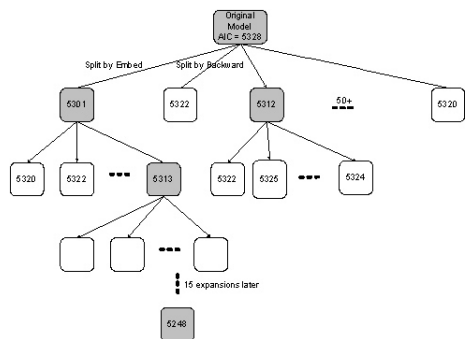 Original
Model
AIC = 5328
Split by Embed
Split by Backward
5301
5322
5312
50+
5320
5320
5322
5313
5322
5325
5324
15 expansions later
5248